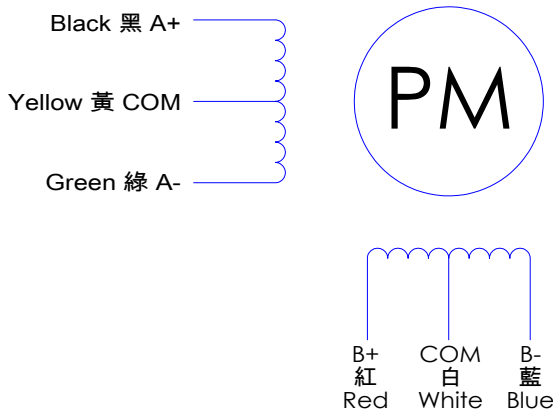 Black 黑 A+
PM
Yellow 黃 COM
Green 綠 A-
B+ COM B-
紅 白 藍
Red White Blue